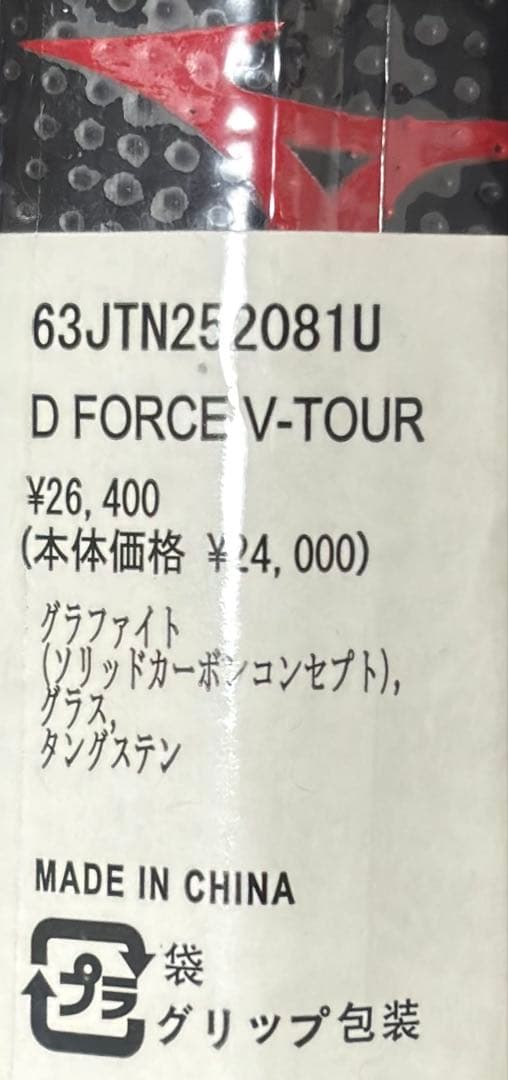 63JTN252081U
D FORCE V-TOUR
¥26,400
(本体価格 ¥24,000)
グラファイト
(ソリッドカーボンコンセプト),
グラス,
タングステン
MADE IN CHINA
プラ
袋
グリップ包装